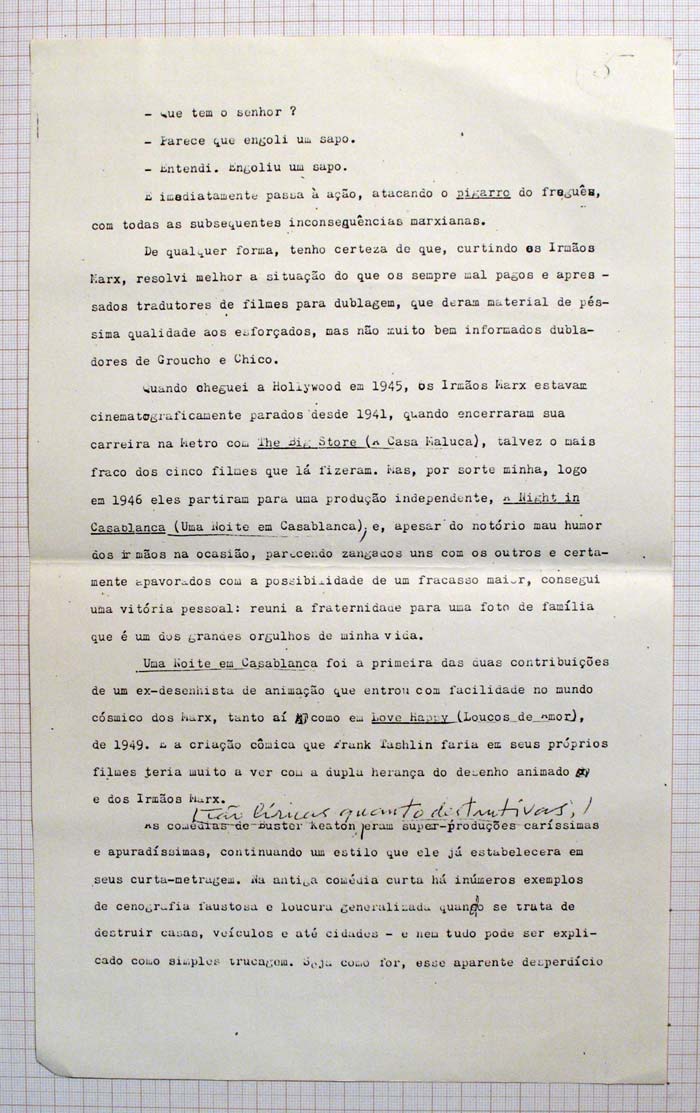 5
- Que tem o senhor ?
- Parece que engoli um sapo.
- Entendi. Engoliu um sapo.
E imediatamente passa à ação, atacando o pigarro do freguês,
com todas as subsequentes inconsequências marxianas.
De qualquer forma, tenho certeza de que, curtindo os Irmãos
Marx, resolvi melhor a situação do que os sempre mal pagos e apres -
sados tradutores de filmes para dublagem, que deram material de pés-
sima qualidade aos esforçados, mas não muito bem informados dubla-
dores de Groucho e Chico.
Quando cheguei a Hollywood em 1945, os Irmãos Marx estavam
cinematograficamente parados desde 1941, quando encerraram sua
carreira na Metro com The Big Store (A Casa Maluca), talvez o mais
fraco dos cinco filmes que lá fizeram. Mas, por sorte minha, logo
em 1946 eles partiram para uma produção independente, A Night in
Casablanca (Uma Noite em Casablanca), e, apesar do notório mau humor
dos irmãos na ocasião, parecendo zangados uns com os outros e certa-
mente apavorados com a possibilidade de um fracasso maior, consegui
uma vitória pessoal: reuni a fraternidade para uma foto de família
que é um dos grandes orgulhos de minha vida.
Uma Noite em Casablanca foi a primeira das duas contribuições
de um ex-desenhista de animação que entrou com facilidade no mundo
cósmico dos Marx, tanto aí como em Love Happy (Loucos de Amor),
de 1949. E a criação cômica que Frank Tashlin faria em seus próprios
filmes teria muito a ver com a dupla herança do desenho animado
e dos Irmãos Marx.
tão líricas quanto destrutivas,
As comédias de Buster Keaton eram super-produções caríssimas
e apuradíssimas, continuando um estilo que ele já estabelecera em
seus curta-metragem. Na antiga comédia curta há inúmeros exemplos
de cenografia faustosa e loucura generalizada quando se trata de
destruir casas, veículos e até cidades - e nem tudo pode ser expli-
cado como simples trucagem. Seja como for, esse aparente desperdício